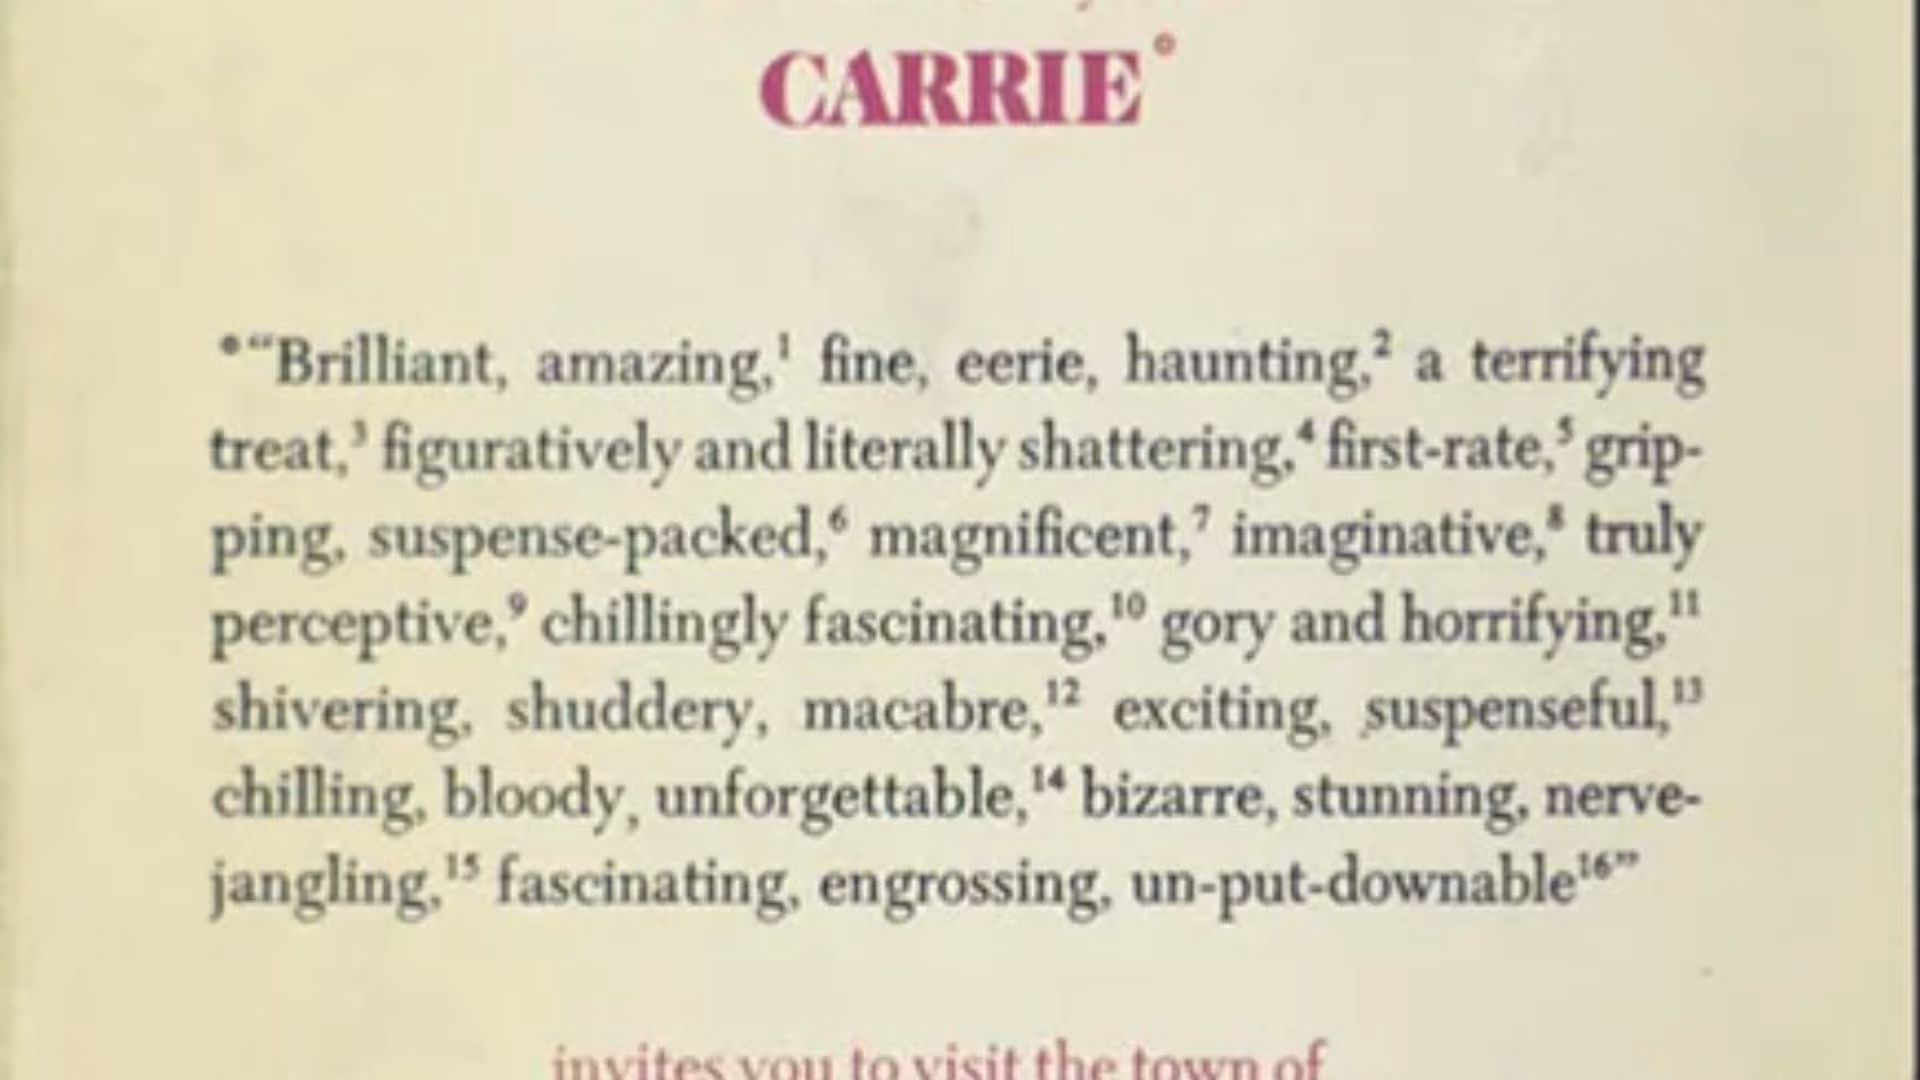 CARRIE*
*"Brilliant, amazing,¹ fine, eerie, haunting,² a terrifying
treat,³ figuratively and literally shattering,⁴ first-rate,⁵ grip-
ping, suspense-packed,⁶ magnificent,⁷ imaginative,⁸ truly
perceptive,⁹ chillingly fascinating,¹⁰ gory and horrifying,¹¹
shivering, shuddery, macabre,¹² exciting, suspenseful,¹³
chilling, bloody, unforgettable,¹⁴ bizarre, stunning, nerve-
jangling,¹⁵ fascinating, engrossing, un-put-downable¹⁶"
invites you to visit the town of